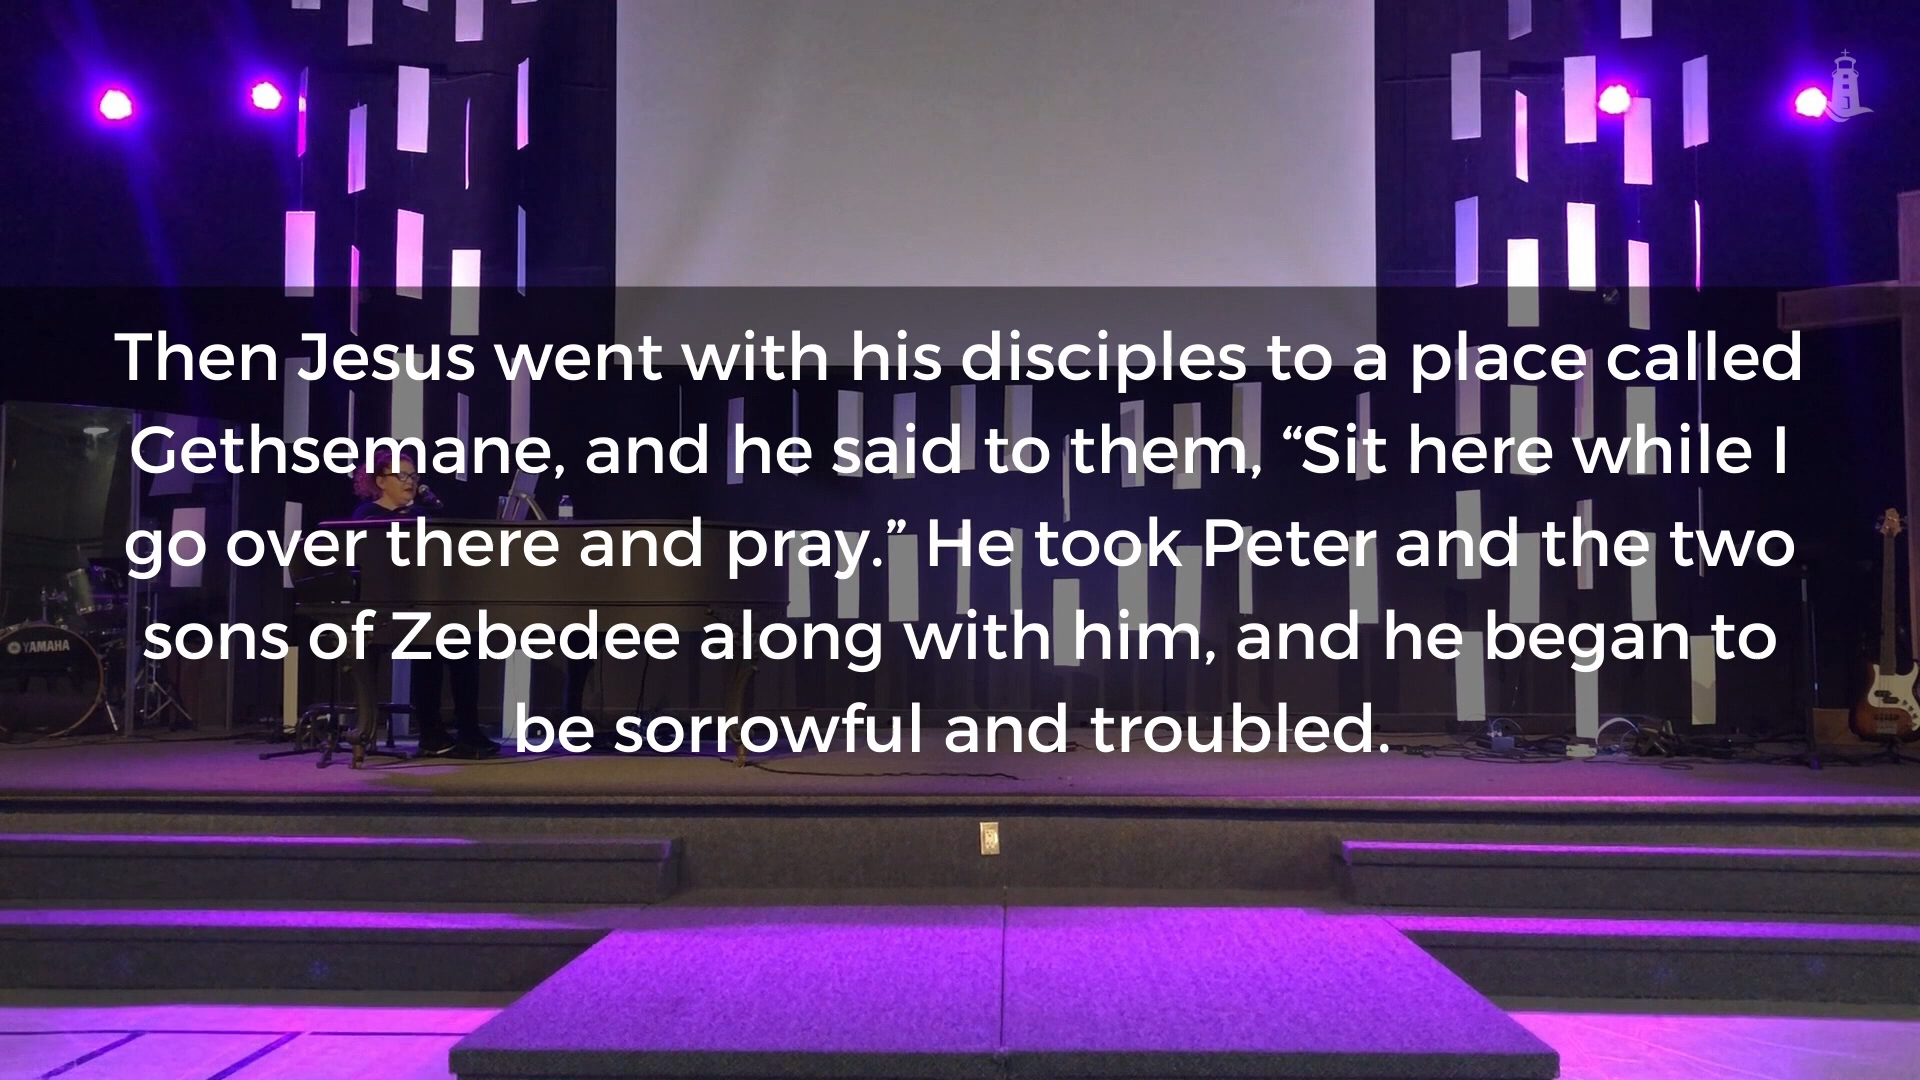 Then Jesus went with his disciples to a place called
Gethsemane, and he said to them, “Sit here while I
go over there and pray.” He took Peter and the two
sons of Zebedee along with him, and he began to
be sorrowful and troubled.
YAMAHA